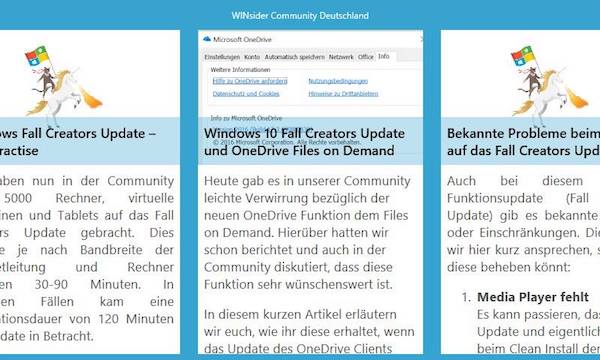 WINsider Community Deutschland
ws Fall Creators Update –
ractise
aben nun in der Community
5000 Rechner, virtuelle
inen und Tablets auf das Fall
rs Update gebracht. Dies
e je nach Bandbreite der
etleitung und Rechner
en 30-90 Minuten. In
en Fällen kam eine
ationsdauer von 120 Minuten
date in Betracht.
Microsoft OneDrive
Einstellungen Konto Automatisch speichern Netzwerk Office Info
Weitere Informationen
Hilfe zu OneDrive anfordern Nutzungsbedingungen
Datenschutz und Cookies Hinweise zu Drittanbietern
Info zu Microsoft OneDrive
© 2016 Microsoft Corporation. Alle Rechte vorbehalten.
Windows 10 Fall Creators Update
und OneDrive Files on Demand
Heute gab es in unserer Community
leichte Verwirrung bezüglich der
neuen OneDrive Funktion dem Files
on Demand. Hierüber hatten wir
schon berichtet und auch in der
Community diskutiert, dass diese
Funktion sehr wünschenswert ist.
In diesem kurzen Artikel erläutern
wir euch, wie ihr diese erhaltet, wenn
das Update des OneDrive Clients
Bekannte Probleme beim
auf das Fall Creators Upd
Auch bei diesem
Funktionsupdate (Fall
Update) gibt es bekannte
oder Einschränkungen. Die
wir hier kurz ansprechen, s
diese beheben könnt:
1. Media Player fehlt
Es kann passieren, das
Update und eigentlich
beim Clean Install der